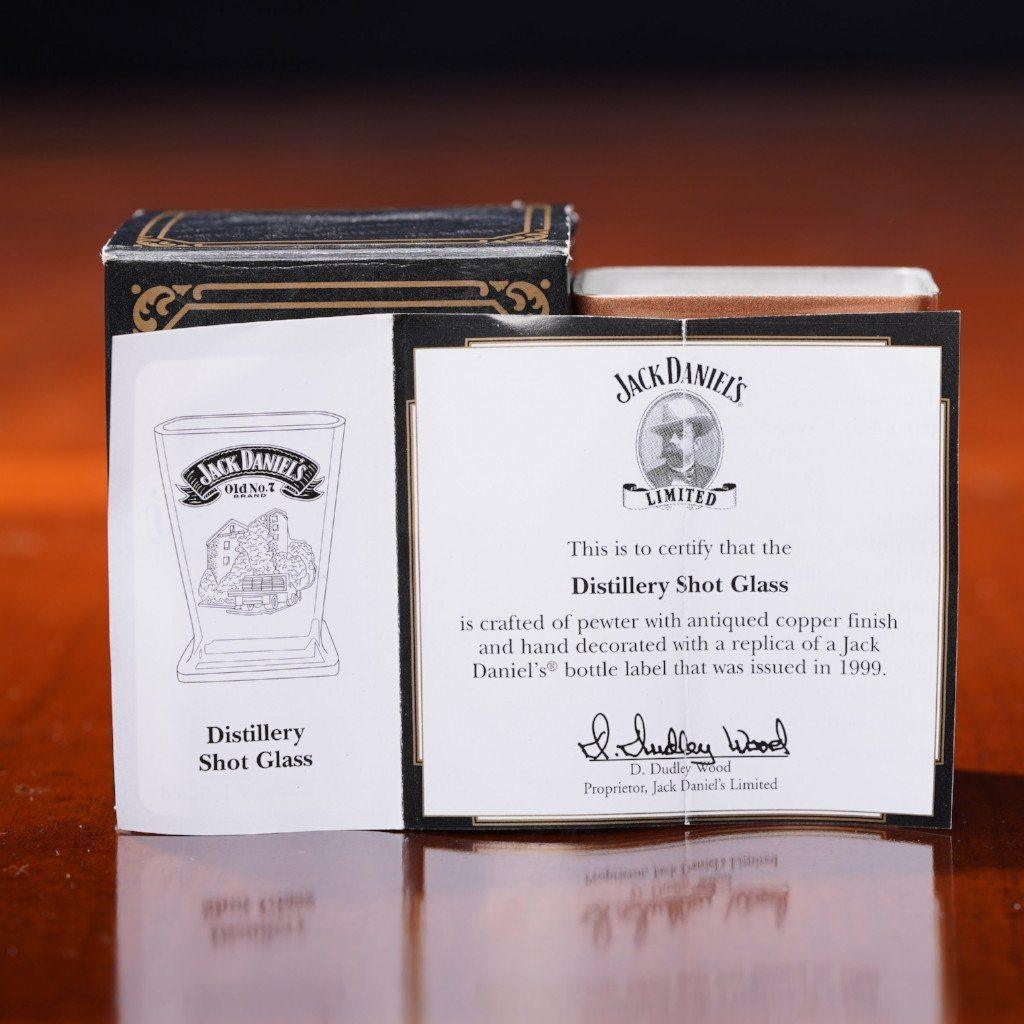 JACK DANIEL'S
Old No. 7
BRAND
Distillery
Shot Glass
JACK DANIEL'S
LIMITED
This is to certify that the
Distillery Shot Glass
is crafted of pewter with antiqued copper finish
and hand decorated with a replica of a Jack
Daniel's® bottle label that was issued in 1999.
D. Dudley Wood
D. Dudley Wood
Proprietor, Jack Daniel's Limited